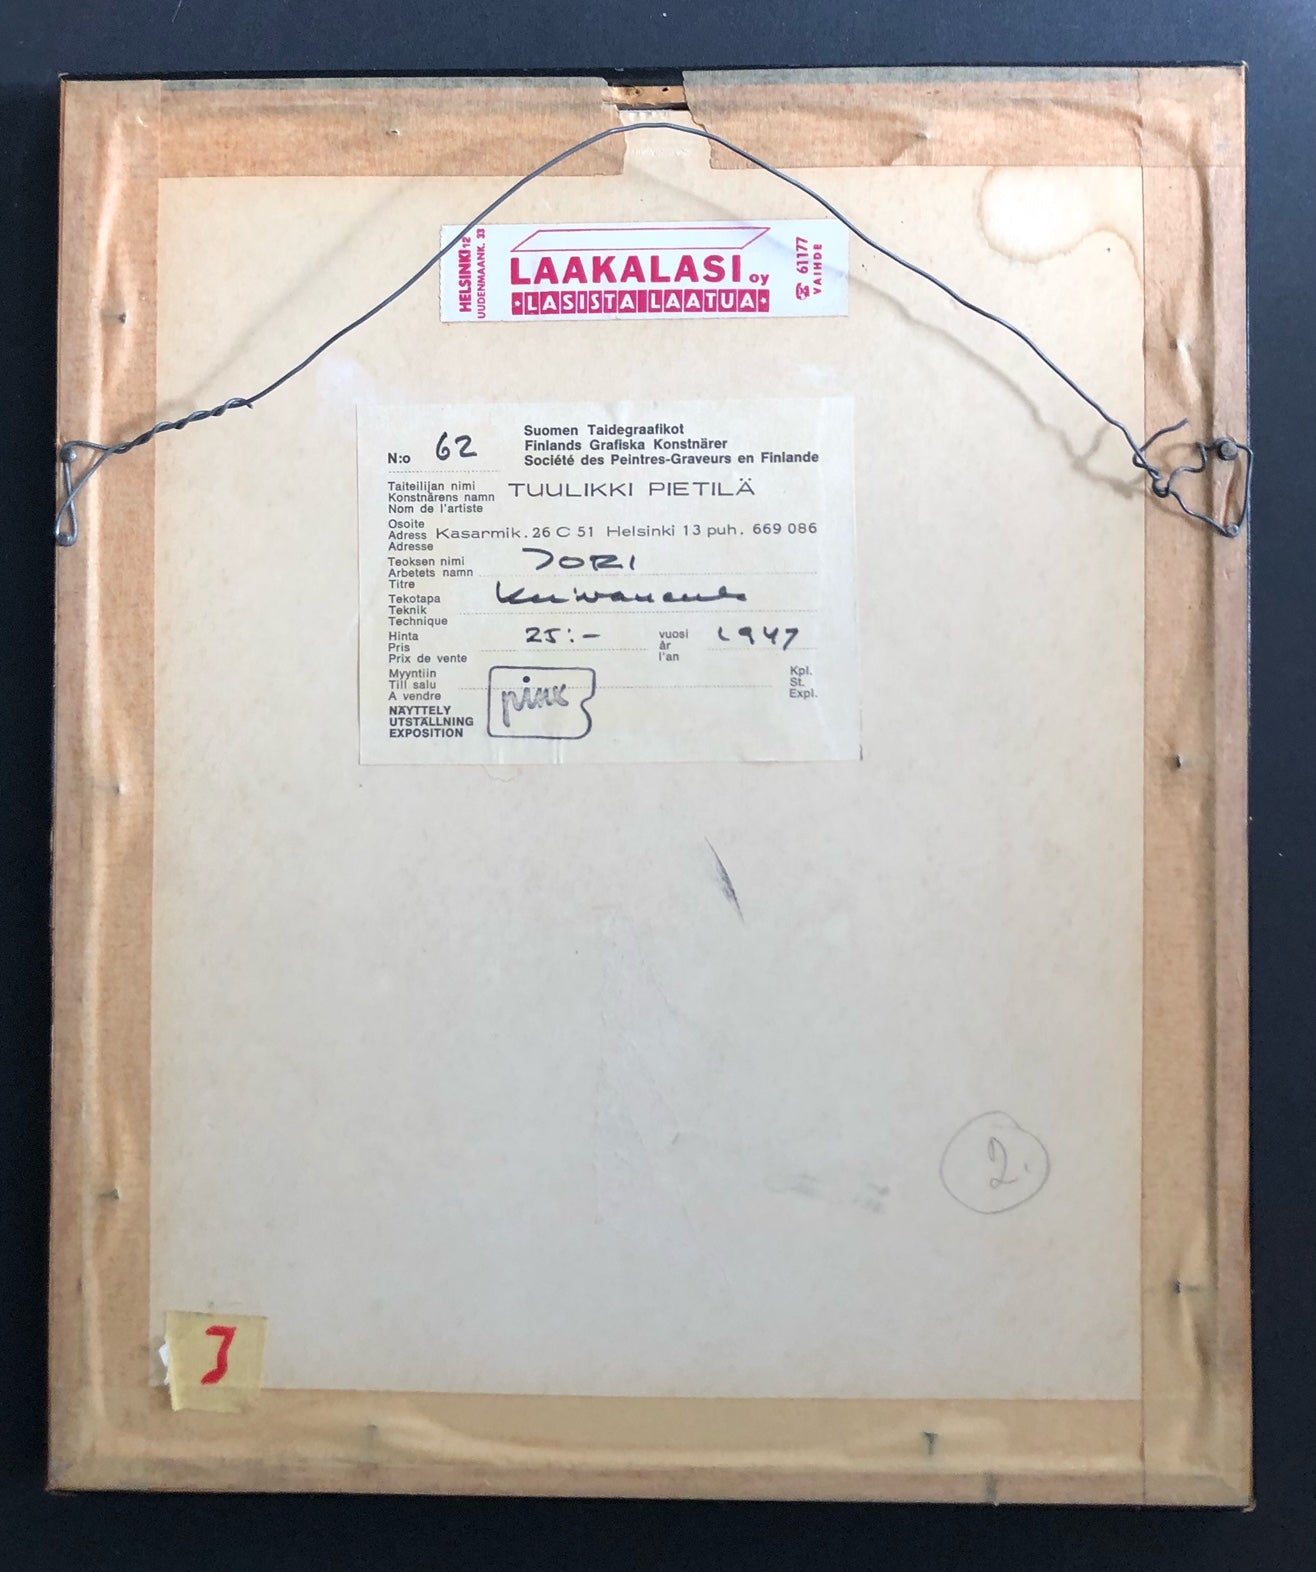 HELSINKI 12
UUDENMAANK. 33
LAAKALASI oy
•LASISTA LAATUA•
☎ 61177
VAIHDE
N:o 62
Suomen Taidegraafikot
Finlands Grafiska Konstnärer
Société des Peintres-Graveurs en Finlande
Taiteilijan nimi
Konstnärens namn TUULIKKI PIETILÄ
Nom de l'artiste
Osoite
Adress Kasarmik. 26 C 51 Helsinki 13 puh. 669 086
Adresse
Teoksen nimi
Arbetets namn JORI
Titre
Tekotapa
Teknik
Technique
Hinta
Pris 25:-
Prix de vente
vuosi
år 1947
l'an
Myyntiin
Till salu
A vendre
Kpl.
St.
Expl.
NÄYTTELY
UTSTÄLLNING
EXPOSITION
2.